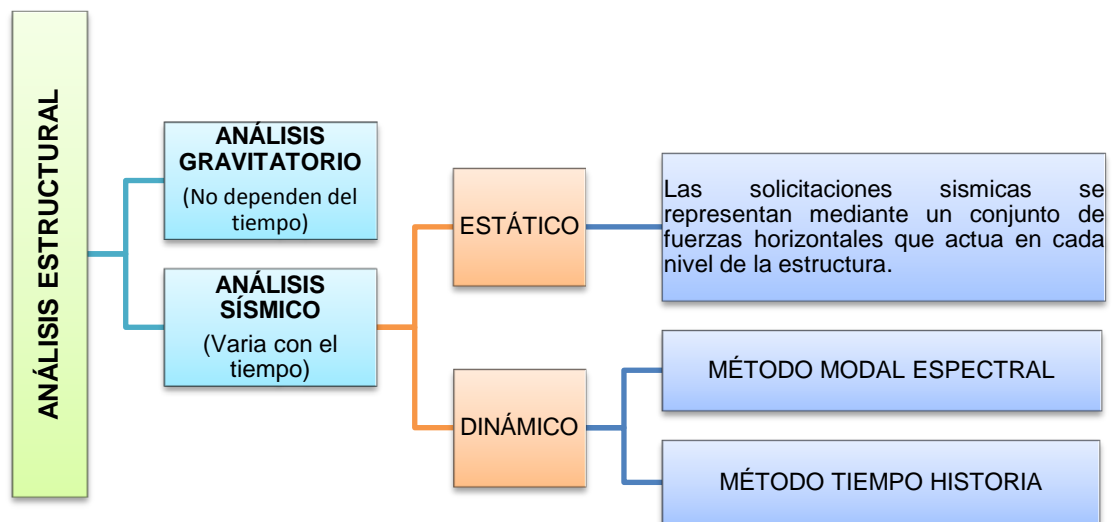 ANÁLISIS ESTRUCTURAL
ANÁLISIS
GRAVITATORIO
(No dependen del
tiempo)
ANÁLISIS
SÍSMICO
(Varia con el
tiempo)
ESTÁTICO
Las solicitaciones sismicas se
representan mediante un conjunto de
fuerzas horizontales que actua en cada
nivel de la estructura.
DINÁMICO
MÉTODO MODAL ESPECTRAL
MÉTODO TIEMPO HISTORIA